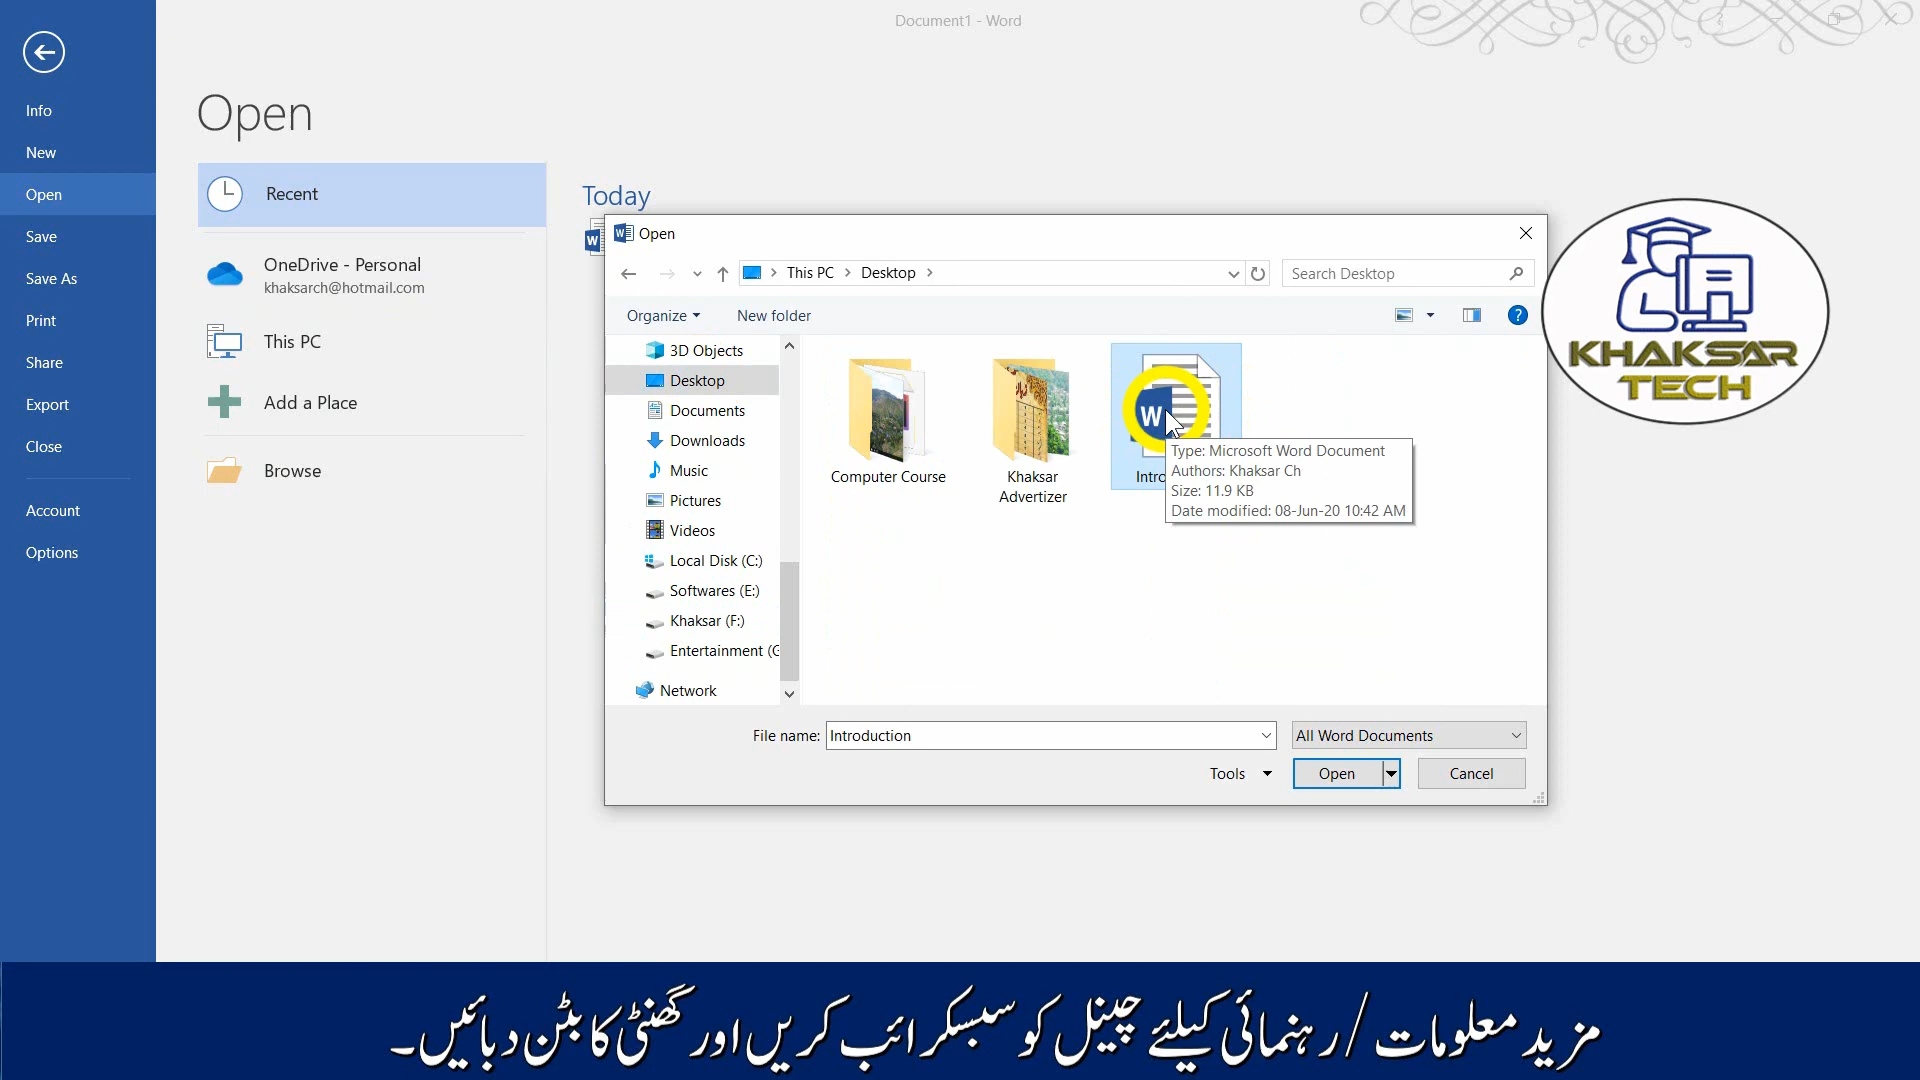 Document1 - Word
Info
New
Open
Save
Save As
Print
Share
Export
Close
Account
Options
Open
Recent
OneDrive - Personal
khaksarch@hotmail.com
This PC
Add a Place
Browse
Today
W
Open
This PC > Desktop >
Search Desktop
Organize
New folder
3D Objects
Desktop
Documents
Downloads
Music
Pictures
Videos
Local Disk (C:)
Softwares (E:)
Khaksar (F:)
Entertainment (G
Network
Computer Course
Khaksar
Advertizer
W
Intro
Type: Microsoft Word Document
Authors: Khaksar Ch
Size: 11.9 KB
Date modified: 08-Jun-20 10:42 AM
File name: Introduction
All Word Documents
Tools
Open
Cancel
KHAKSAR
TECH
مزید معلومات / رہنمائی کیلئے چینل کو سبسکرائب کریں اور گھنٹی کا بٹن دبائیں۔